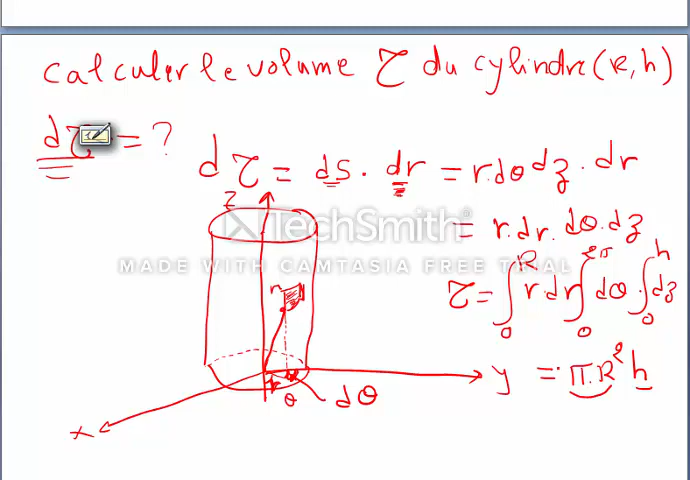 Calculer le volume τ du cylindre (R, h)
dτ = ?
dτ = ds . dr = r.dθ dz . dr
= r.dr. dθ.dz
TechSmith®
MADE WITH CAMTASIA FREE TRIAL
τ = ∫₀ᴿ r.dr ∫₀²π dθ . ∫₀ʰ dz
= π.R²h
z
r
y
x
θ
dθ